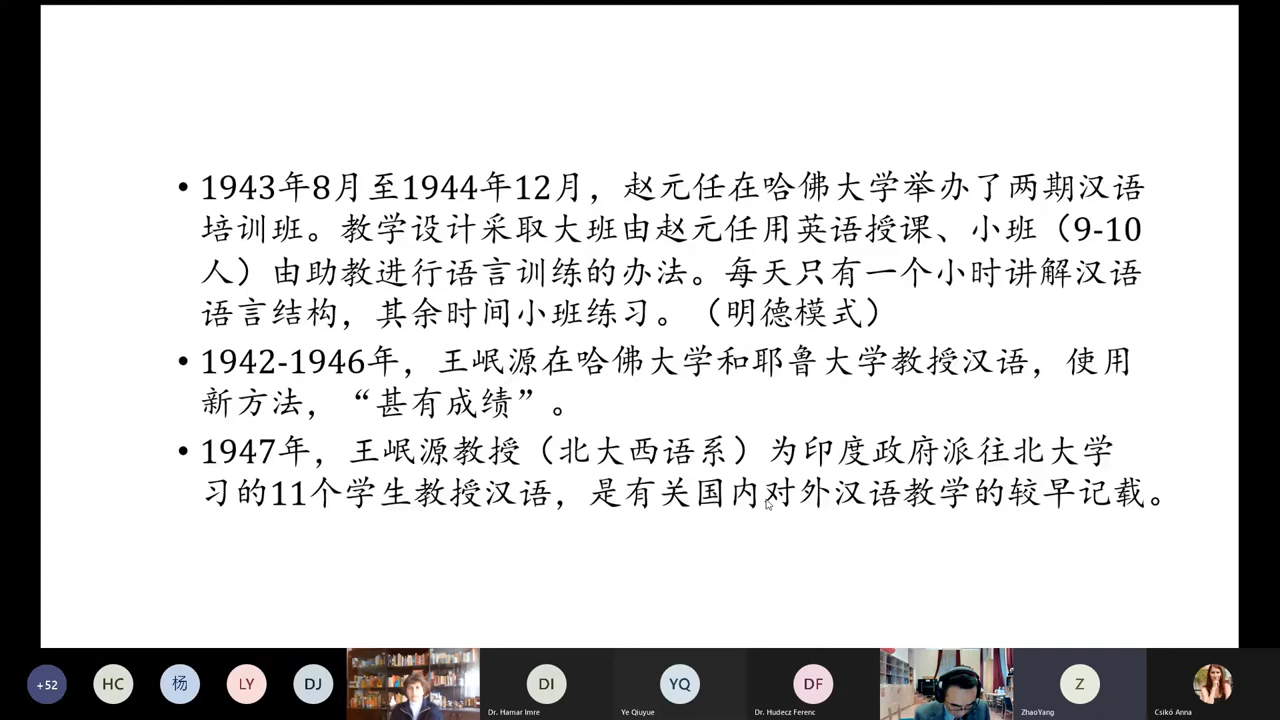 • 1943年8月至1944年12月，赵元任在哈佛大学举办了两期汉语
培训班。教学设计采取大班由赵元任用英语授课、小班（9-10
人）由助教进行语言训练的办法。每天只有一个小时讲解汉语
语言结构，其余时间小班练习。（明德模式）
• 1942-1946年，王岷源在哈佛大学和耶鲁大学教授汉语，使用
新方法，“甚有成绩”。
• 1947年，王岷源教授（北大西语系）为印度政府派往北大学
习的11个学生教授汉语，是有关国内对外汉语教学的较早记载。
+52
HC
杨
LY
DJ
DI
Dr. Hamar Imre
YQ
Ye Qiuyue
DF
Dr. Hudecz Ferenc
Z
ZhaoYang
Csikó Anna